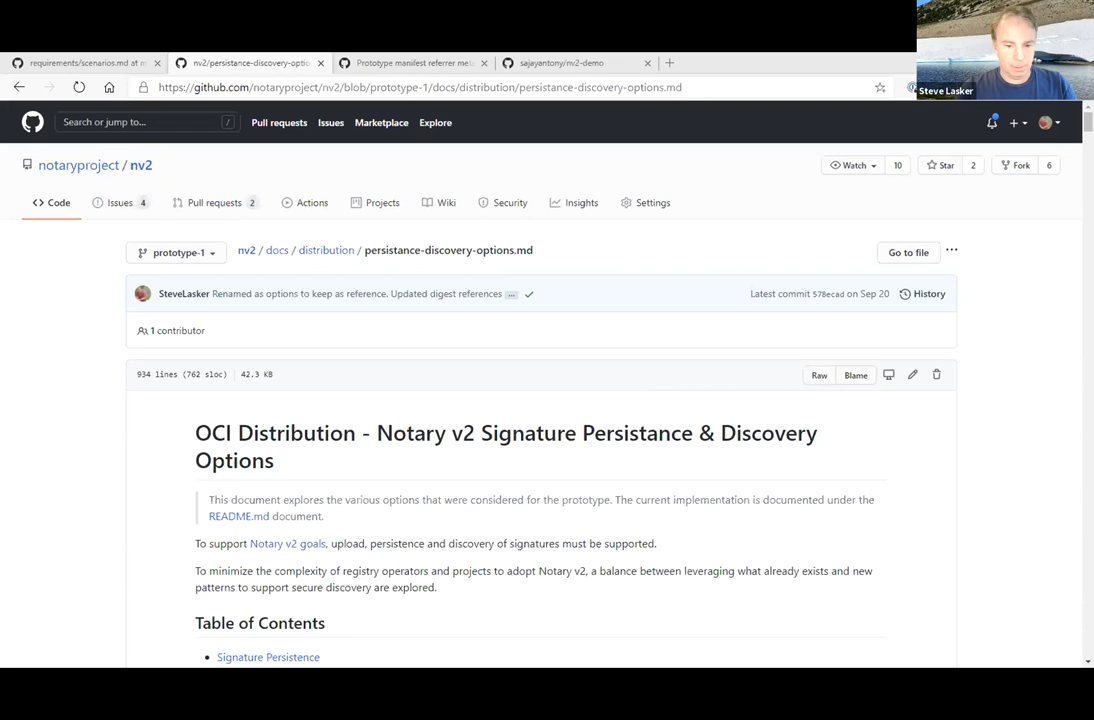 requirements/scenarios.md at m
nv2/persistance-discovery-optio
Prototype manifest referrer met
sajayantony/nv2-demo
https://github.com/notaryproject/nv2/blob/prototype-1/docs/distribution/persistance-discovery-options.md
Steve Lasker
Search or jump to...
/
Pull requests
Issues
Marketplace
Explore
notaryproject / nv2
Watch
10
Star
2
Fork
6
Code
Issues 4
Pull requests 2
Actions
Projects
Wiki
Security
Insights
Settings
prototype-1
nv2 / docs / distribution / persistance-discovery-options.md
Go to file
...
SteveLasker Renamed as options to keep as reference. Updated digest references ...
Latest commit 578ecad on Sep 20
History
1 contributor
934 lines (762 sloc) 42.3 KB
Raw
Blame
OCI Distribution - Notary v2 Signature Persistance & Discovery
Options
This document explores the various options that were considered for the prototype. The current implementation is documented under the
README.md document.
To support Notary v2 goals, upload, persistence and discovery of signatures must be supported.
To minimize the complexity of registry operators and projects to adopt Notary v2, a balance between leveraging what already exists and new
patterns to support secure discovery are explored.
Table of Contents
• Signature Persistence